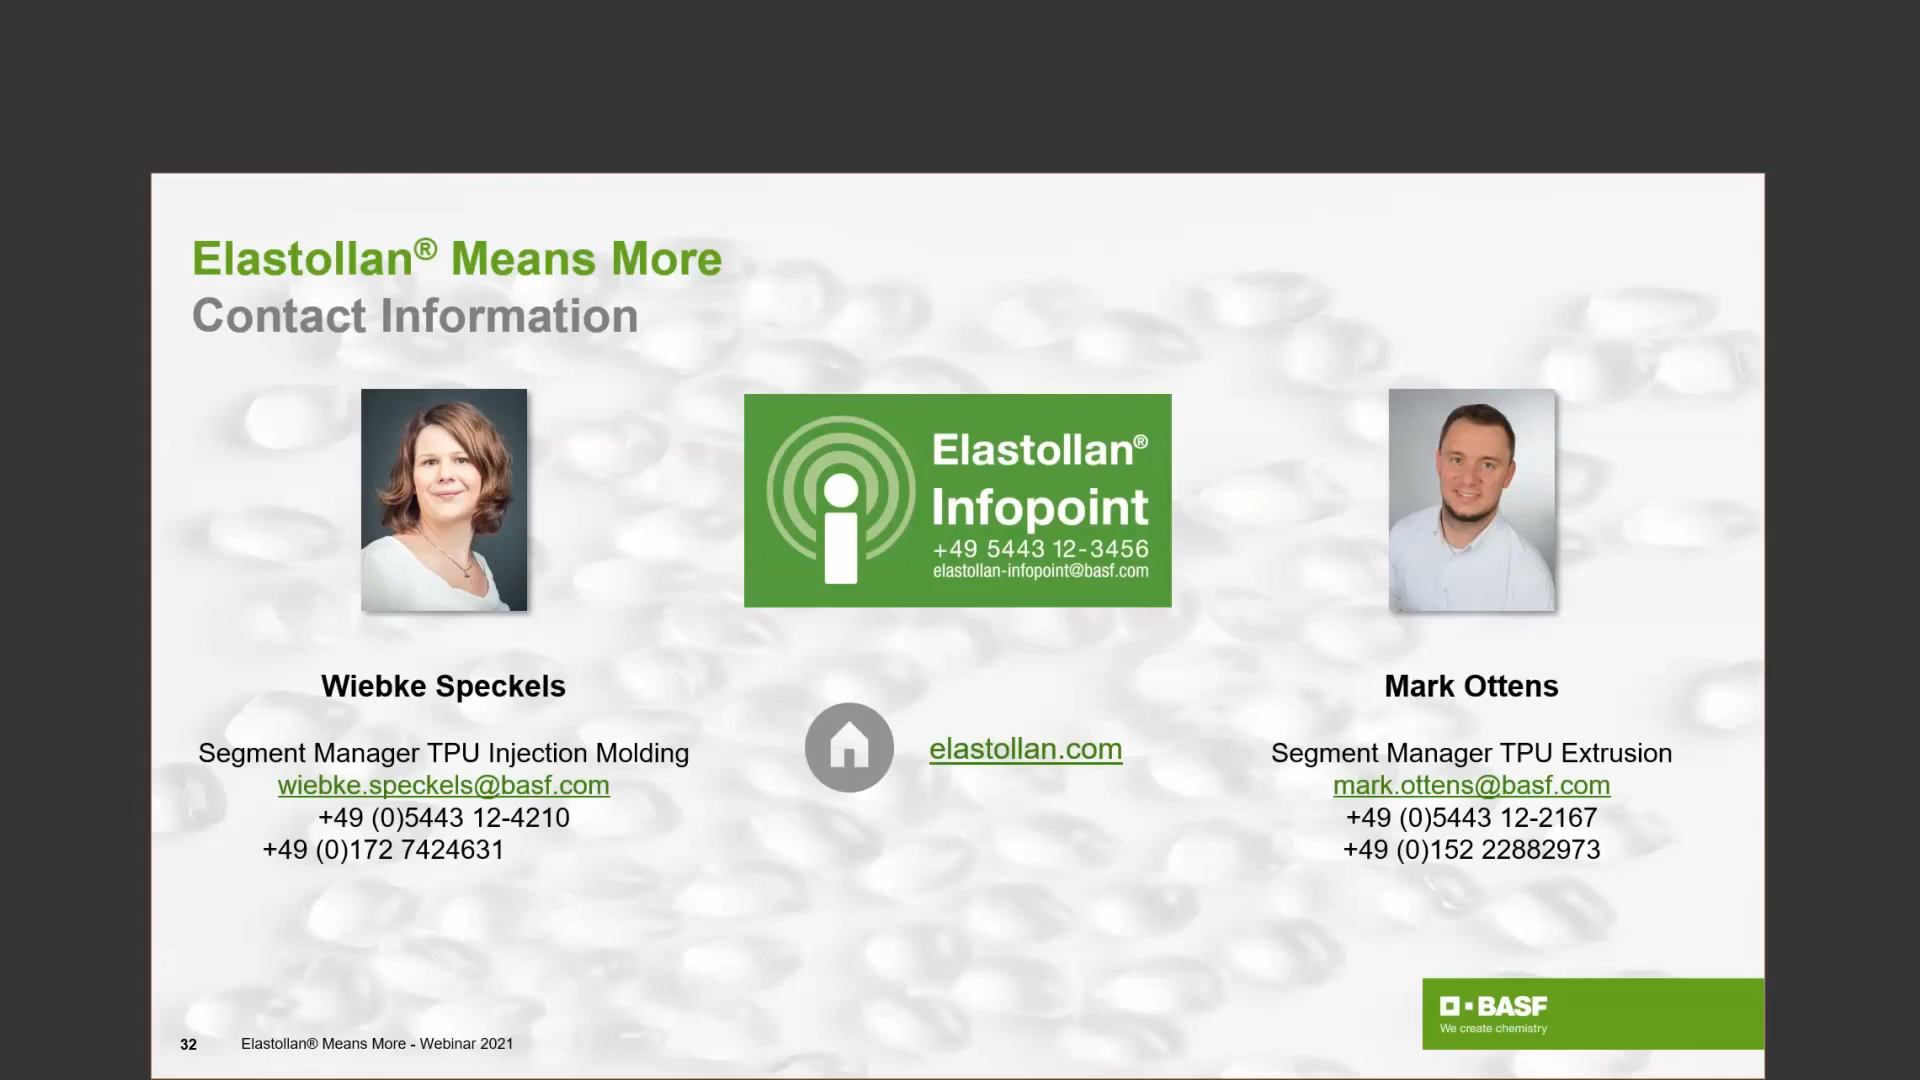 Elastollan® Means More
Contact Information
Elastollan®
Infopoint
+49 5443 12-3456
elastollan-infopoint@basf.com
Wiebke Speckels
Segment Manager TPU Injection Molding
wiebke.speckels@basf.com
+49 (0)5443 12-4210
+49 (0)172 7424631
elastollan.com
Mark Ottens
Segment Manager TPU Extrusion
mark.ottens@basf.com
+49 (0)5443 12-2167
+49 (0)152 22882973
BASF
We create chemistry
32 Elastollan® Means More - Webinar 2021